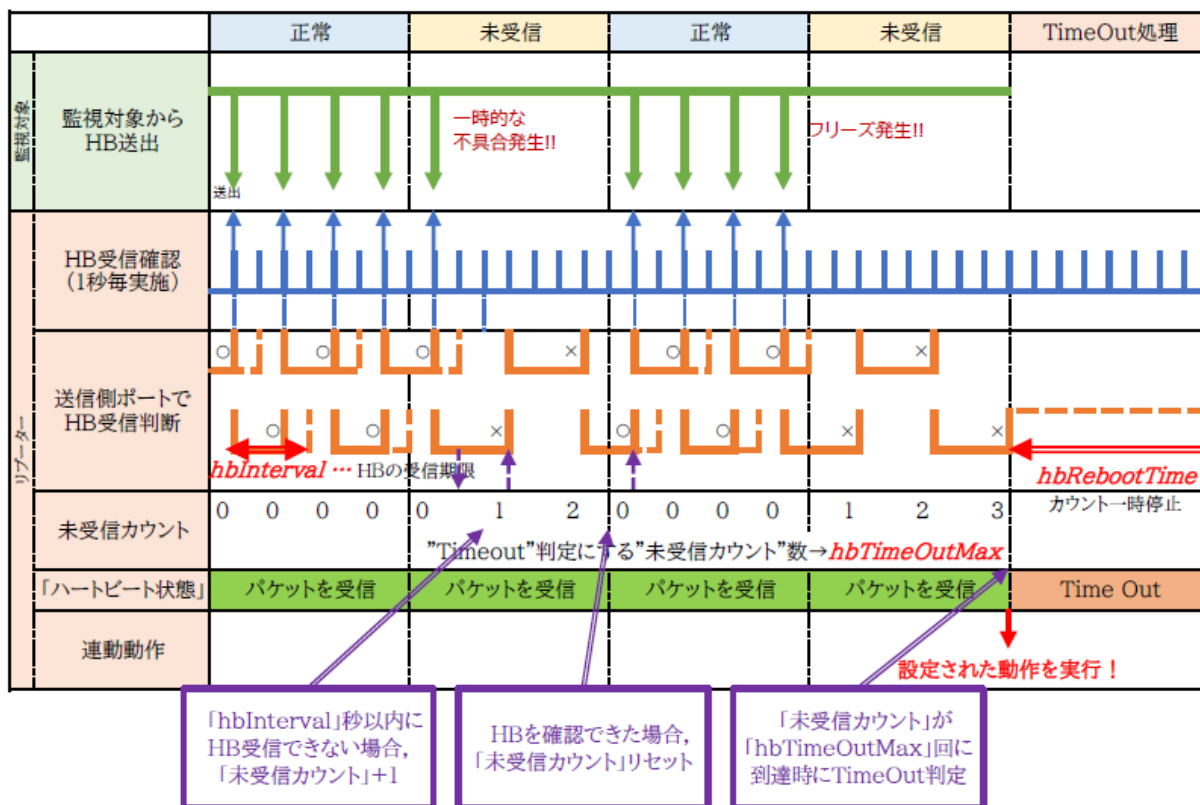 正常
未受信
正常
未受信
TimeOut処理
監視対象
監視対象から
HB送出
一時的な
不具合発生!!
フリーズ発生!!
送出
リブーター
HB受信確認
(1秒毎実施)
送信側ポートで
HB受信判断
○ ○ ○ × ○ ○ ×
○ ○ × ○ ○ × ×
hbInterval … HBの受信期限
hbRebootTime
カウント一時停止
未受信カウント
0 0 0 0 0 1 2 0 0 0 0 1 2 3
”Timeout”判定にする”未受信カウント”数→hbTimeOutMax
「ハートビート状態」
パケットを受信
パケットを受信
パケットを受信
パケットを受信
Time Out
連動動作
設定された動作を実行！
「hbInterval」秒以内に
HB受信できない場合,
「未受信カウント」+1
HBを確認できた場合,
「未受信カウント」リセット
「未受信カウント」が
「hbTimeOutMax」回に
到達時にTimeOut判定